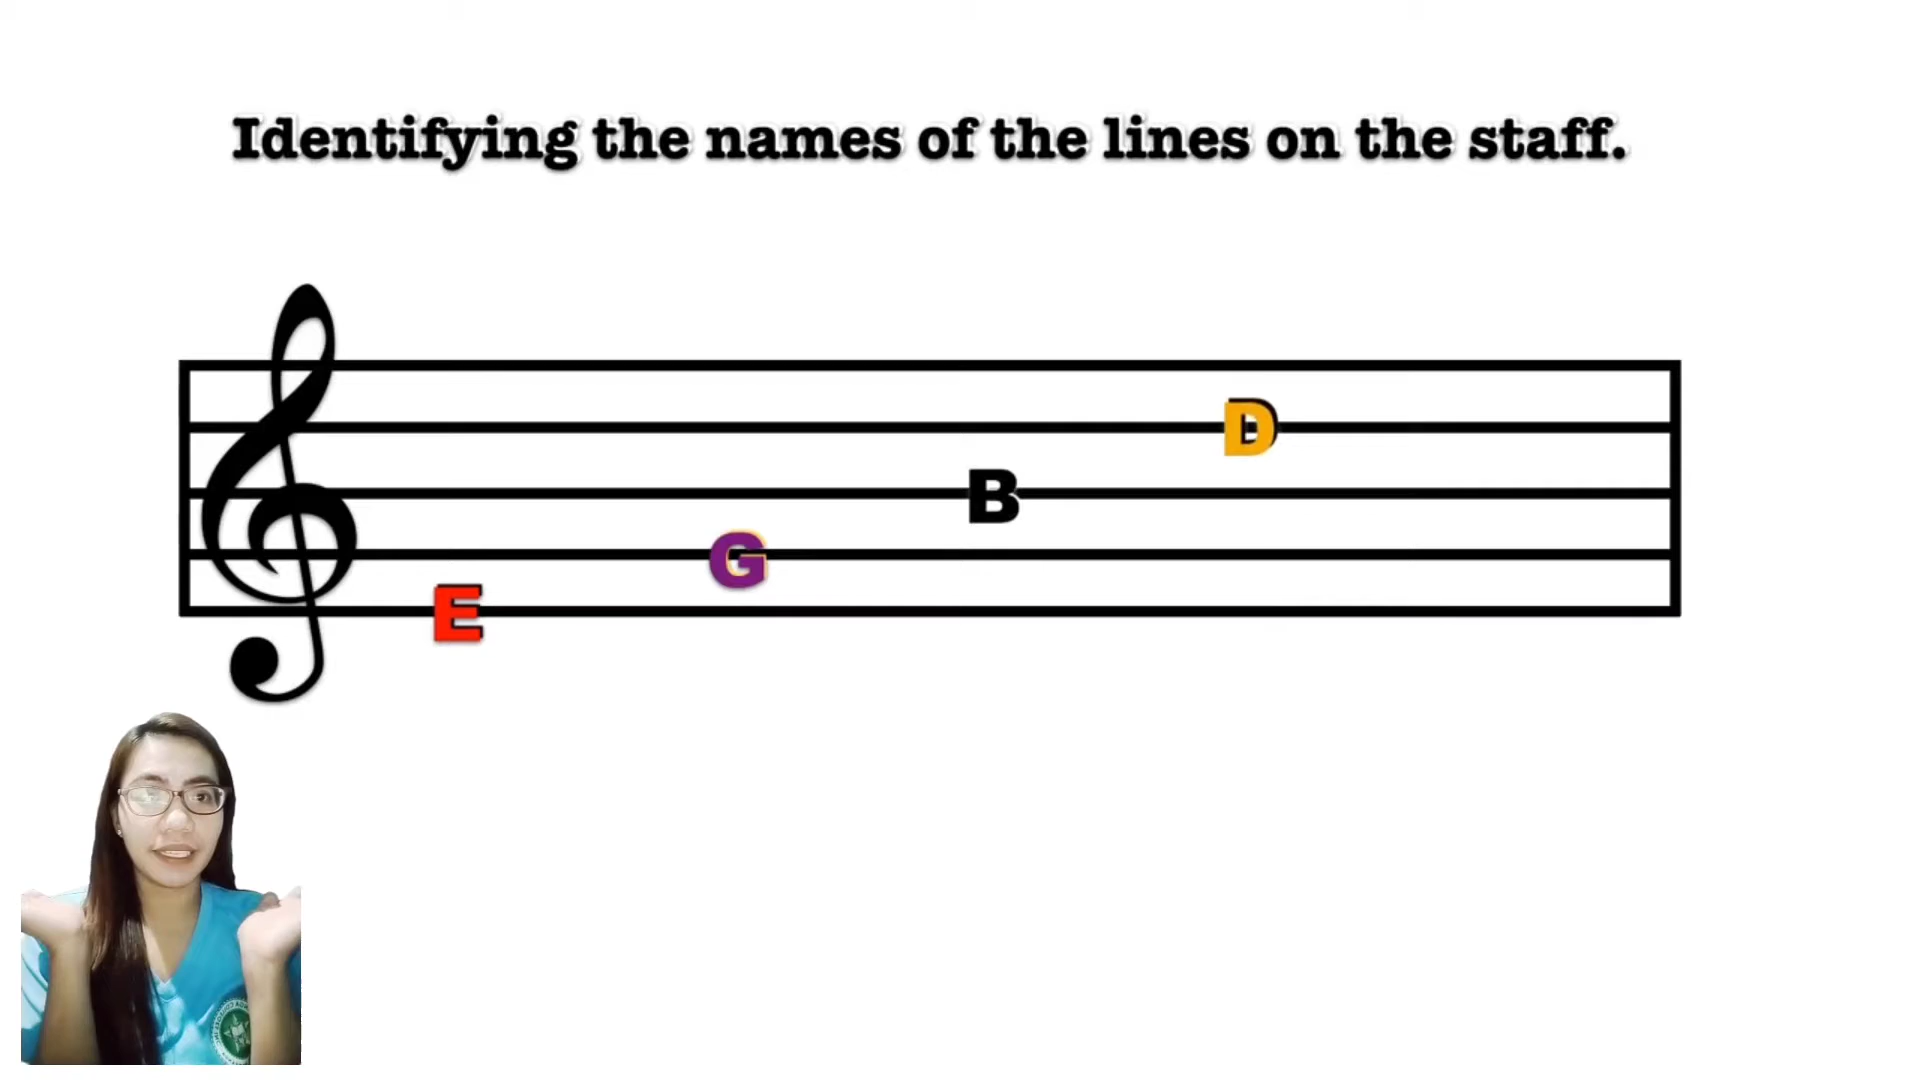 Identifying the names of the lines on the staff.
D
B
G
E